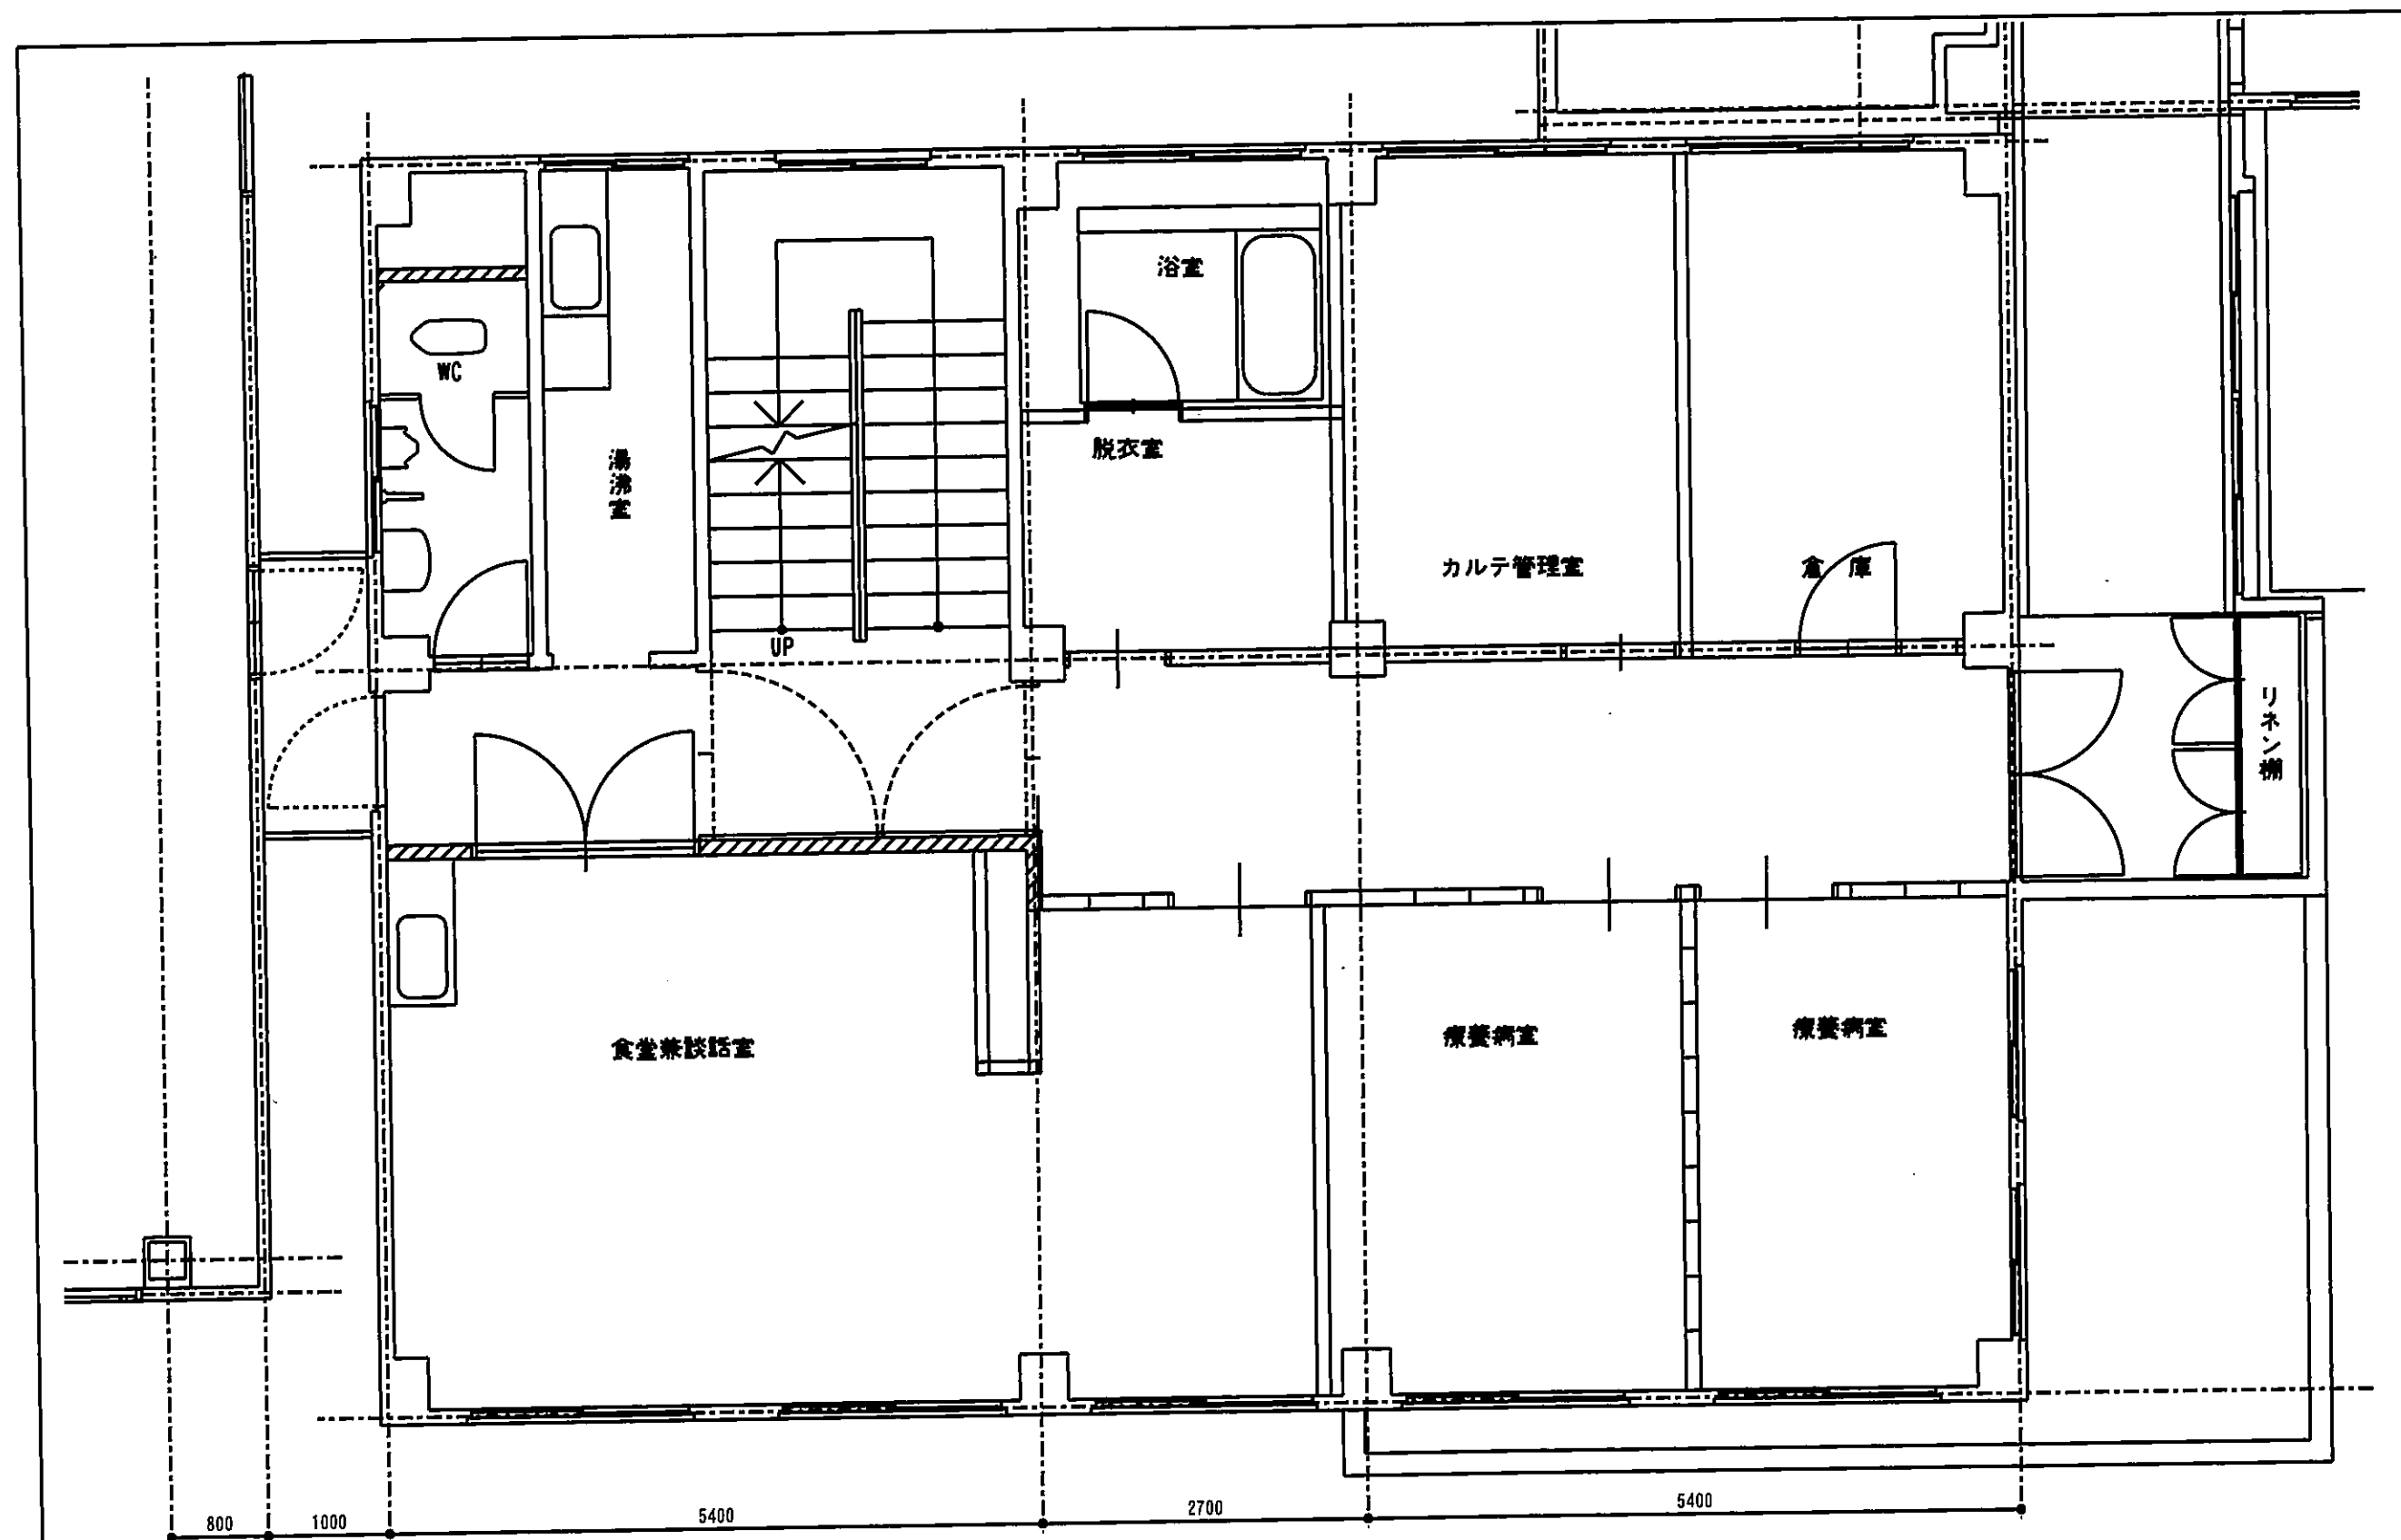 浴室
WC
脱衣室
湯沸室
カルテ管理室
倉 庫
UP
リネン棚
食堂兼談話室
療養病室
療養病室
800
1000
5400
2700
5400